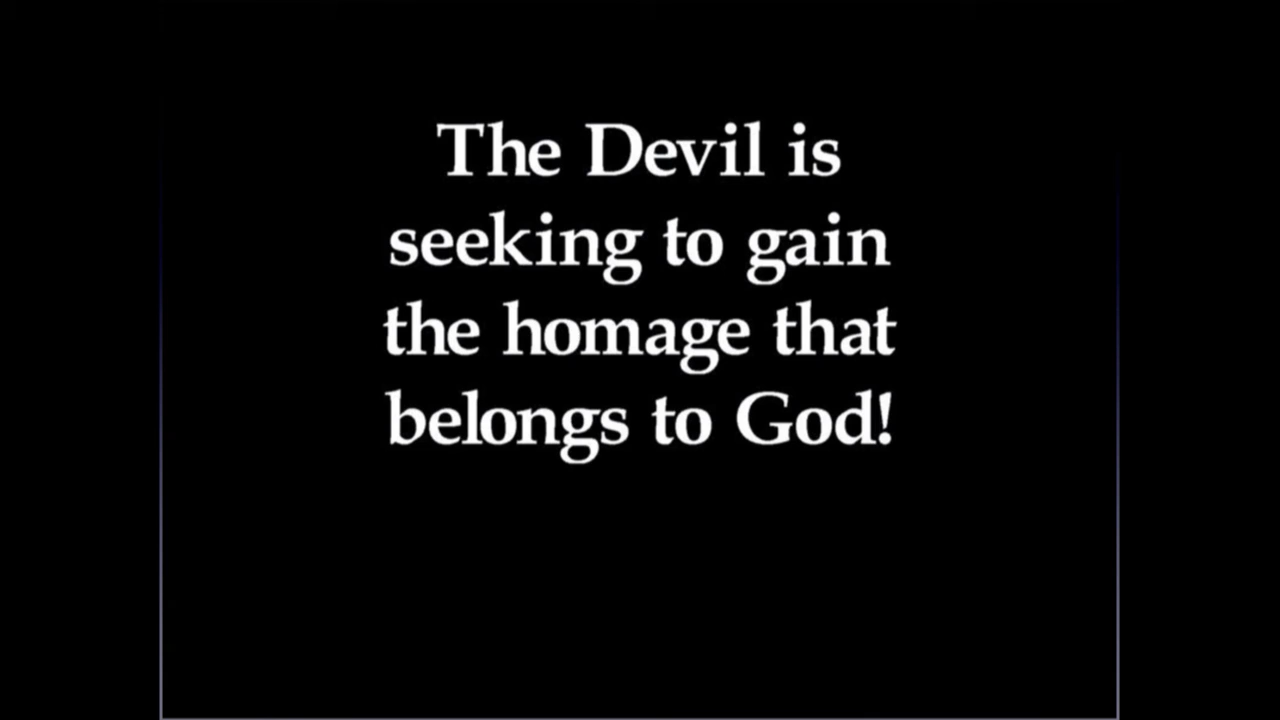 The Devil is
seeking to gain
the homage that
belongs to God!